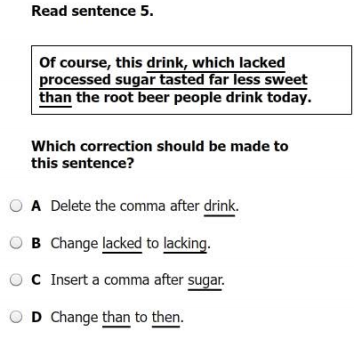 Read sentence 5.
Of course, this drink, which lacked
processed sugar tasted far less sweet
than the root beer people drink today.
Which correction should be made to
this sentence?
A Delete the comma after drink.
B Change lacked to lacking.
C Insert a comma after sugar.
D Change than to then.